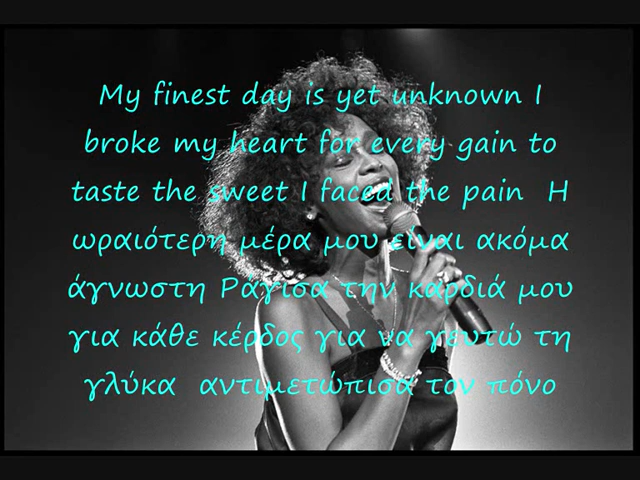 My finest day is yet unknown I
broke my heart for every gain to
taste the sweet I faced the pain Η
ωραιότερη μέρα μου είναι ακόμα
άγνωστη Ράγισα την καρδιά μου
για κάθε κέρδος για να γευτώ τη
γλύκα αντιμετώπισα τον πόνο